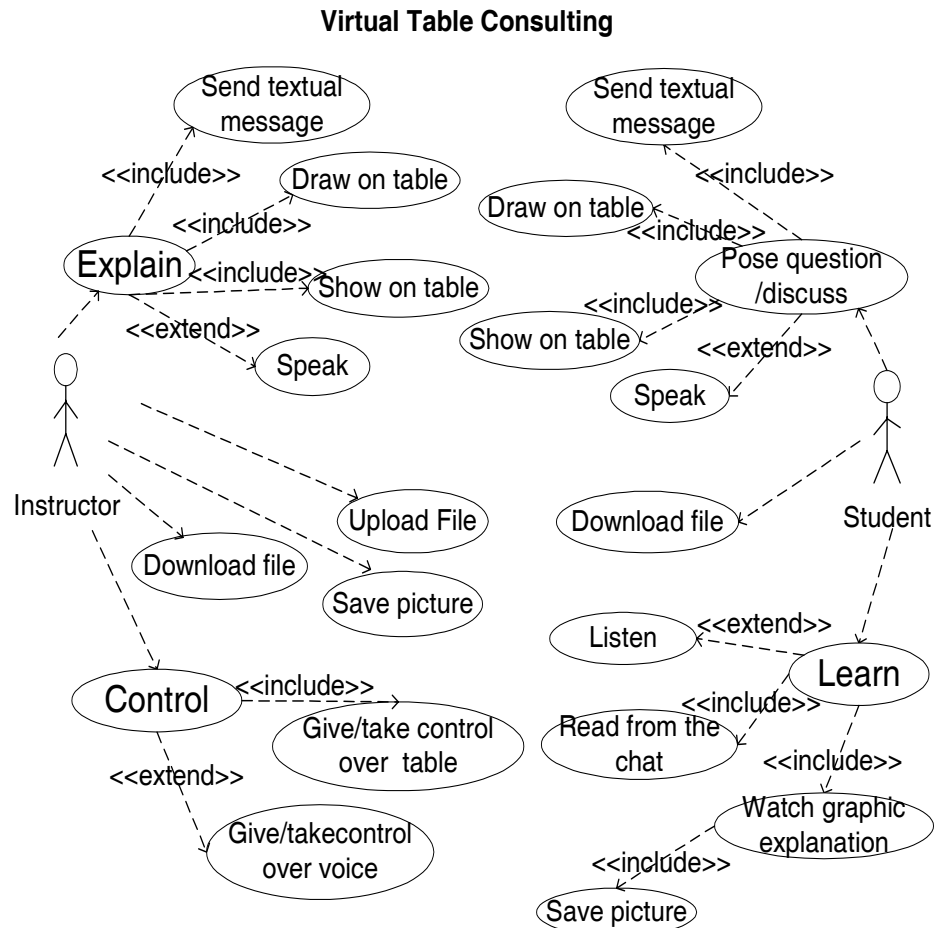 Virtual Table Consulting
Send textual
message
<<include>>
Draw on table
<<include>>
Explain
<<include>>
Show on table
<<extend>>
Speak
Instructor
Upload File
Download file
Save picture
Control
<<include>>
Give/take control
over table
<<extend>>
Give/takecontrol
over voice
Send textual
message
<<include>>
Draw on table
<<include>>
Pose question
/discuss
<<include>>
Show on table
<<extend>>
Speak
Download file
Student
Listen
<<extend>>
Learn
<<include>>
Read from the
chat
<<include>>
Watch graphic
explanation
<<include>>
Save picture